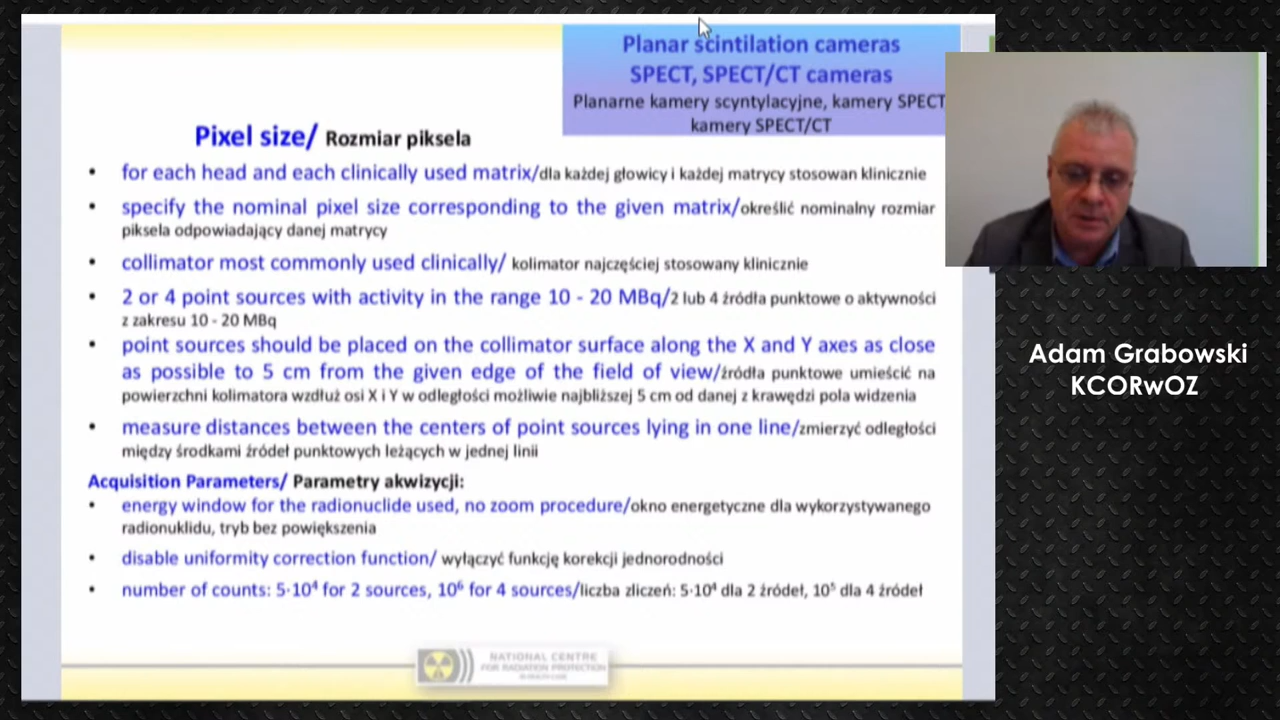 Planar scintilation cameras
SPECT, SPECT/CT cameras
Planarne kamery scyntylacyjne, kamery SPECT
kamery SPECT/CT
Pixel size/ Rozmiar piksela
• for each head and each clinically used matrix/dla każdej głowicy i każdej matrycy stosowan klinicznie
• specify the nominal pixel size corresponding to the given matrix/określić nominalny rozmiar
piksela odpowiadający danej matrycy
• collimator most commonly used clinically/ kolimator najczęściej stosowany klinicznie
• 2 or 4 point sources with activity in the range 10 - 20 MBq/2 lub 4 źródła punktowe o aktywności
z zakresu 10 - 20 MBq
• point sources should be placed on the collimator surface along the X and Y axes as close
as possible to 5 cm from the given edge of the field of view/źródła punktowe umieścić na
powierzchni kolimatora wzdłuż osi X i Y w odległości możliwie najbliższej 5 cm od danej z krawędzi pola widzenia
• measure distances between the centers of point sources lying in one line/zmierzyć odległości
między środkami źródeł punktowych leżących w jednej linii
Acquisition Parameters/ Parametry akwizycji:
• energy window for the radionuclide used, no zoom procedure/okno energetyczne dla wykorzystywanego
radionuklidu, tryb bez powiększenia
• disable uniformity correction function/ wyłączyć funkcję korekcji jednorodności
• number of counts: 5·10⁴ for 2 sources, 10⁶ for 4 sources/liczba zliczeń: 5·10⁴ dla 2 źródeł, 10⁵ dla 4 źródeł
NATIONAL CENTRE
FOR RADIATION PROTECTION
IN HEALTH CARE
Adam Grabowski
KCORwOZ